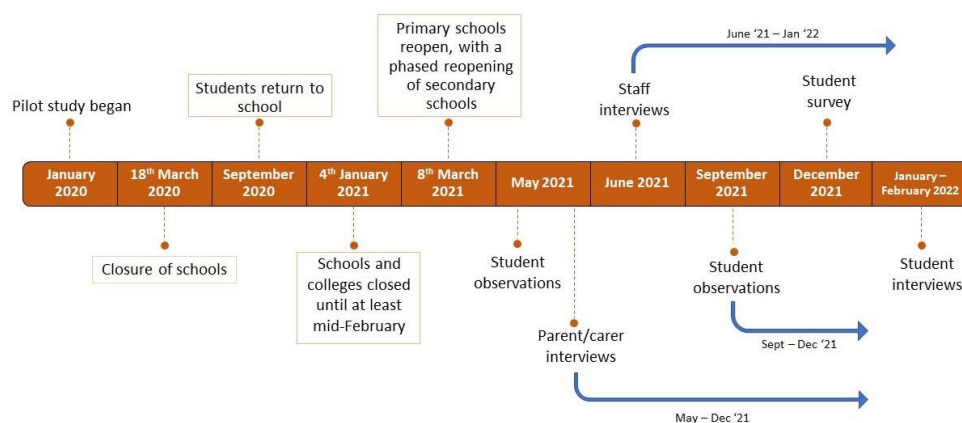 Primary schools
reopen, with a
phased reopening
of secondary
schools
June ‘21 – Jan ‘22
Students return to
school
Staff
interviews
Student
survey
Pilot study began
January
2020
18th March
2020
September
2020
4th January
2021
8th March
2021
May 2021
June 2021
September
2021
December
2021
January –
February 2022
Closure of schools
Schools and
colleges closed
until at least
mid-February
Student
observations
Student
observations
Student
interviews
Parent/carer
interviews
Sept – Dec ‘21
May – Dec ‘21